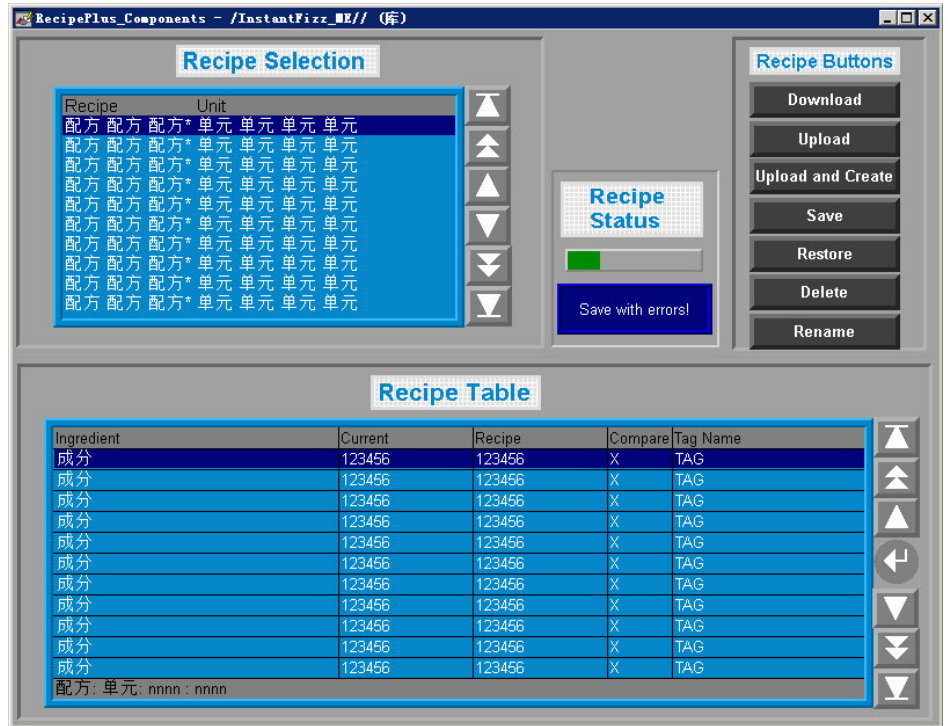 RecipePlus_Components - /InstantFizz_ME// (库)
Recipe Selection
Recipe Unit
配方 配方 配方* 单元 单元 单元 单元
配方 配方 配方* 单元 单元 单元 单元
配方 配方 配方* 单元 单元 单元 单元
配方 配方 配方* 单元 单元 单元 单元
配方 配方 配方* 单元 单元 单元 单元
配方 配方 配方* 单元 单元 单元 单元
配方 配方 配方* 单元 单元 单元 单元
配方 配方 配方* 单元 单元 单元 单元
配方 配方 配方* 单元 单元 单元 单元
配方 配方 配方* 单元 单元 单元 单元
Recipe
Status
Save with errors!
Recipe Buttons
Download
Upload
Upload and Create
Save
Restore
Delete
Rename
Recipe Table
Ingredient Current Recipe Compare Tag Name
成分 123456 123456 X TAG
成分 123456 123456 X TAG
成分 123456 123456 X TAG
成分 123456 123456 X TAG
成分 123456 123456 X TAG
成分 123456 123456 X TAG
成分 123456 123456 X TAG
成分 123456 123456 X TAG
成分 123456 123456 X TAG
成分 123456 123456 X TAG
成分 123456 123456 X TAG
配方: 单元: nnnn : nnnn